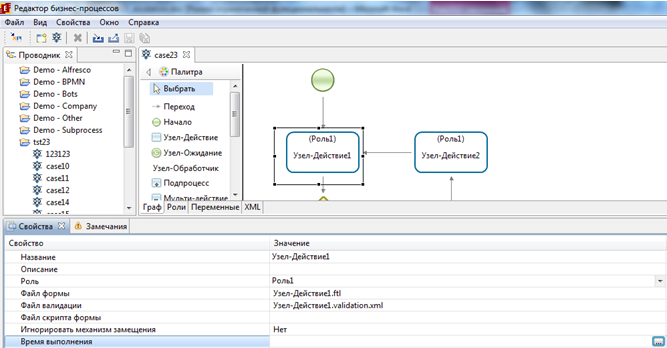 Редактор бизнес-процессов
Файл Вид Свойства Окно Справка
Проводник
Demo - Alfresco
Demo - BPMN
Demo - Bots
Demo - Company
Demo - Other
Demo - Subprocess
tst23
123123
case10
case11
case12
case14
case23
Палитра
Выбрать
Переход
Начало
Узел-Действие
Узел-Ожидание
Узел-Обработчик
Подпроцесс
Мульти-действие
Граф Роли Переменные XML
(Роль1)
Узел-Действие1
(Роль1)
Узел-Действие2
Свойства Замечания
Свойство Значение
Название Узел-Действие1
Описание
Роль Роль1
Файл формы Узел-Действие1.ftl
Файл валидации Узел-Действие1.validation.xml
Файл скрипта формы
Игнорировать механизм замещения Нет
Время выполнения ...